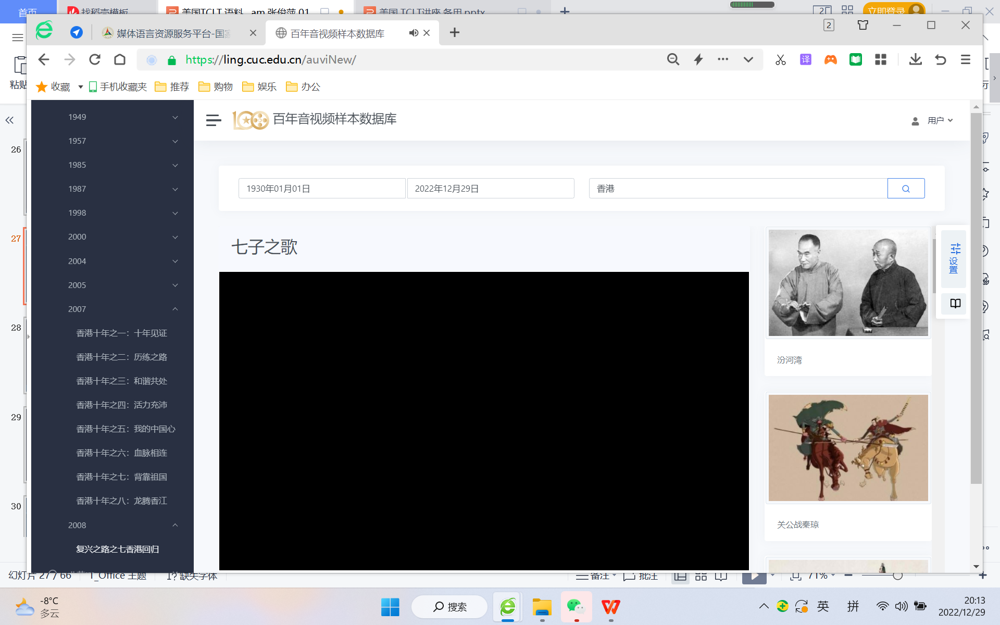 首页
找稻壳模板
美国TCLT 语料...am 张俊萍 01
美国 TCLT讲座 备用.pptx
立即登录
粘贴
媒体语言资源服务平台-国家
百年音视频样本数据库
2
https://ling.cuc.edu.cn/auviNew/
译
收藏
手机收藏夹
推荐
购物
娱乐
办公
26
27
28
29
30
1949
1957
1985
1987
1998
2000
2004
2005
2007
香港十年之一：十年见证
香港十年之二：历练之路
香港十年之三：和谐共处
香港十年之四：活力充沛
香港十年之五：我的中国心
香港十年之六：血脉相连
香港十年之七：背靠祖国
香港十年之八：龙腾香江
2008
复兴之路之七香港回归
100 百年音视频样本数据库
用户
1930年01月01日
2022年12月29日
香港
七子之歌
汾河湾
关公战秦琼
设置
幻灯片 27 / 66
1_Office 主题
缺失字体
备注
批注
71%
-8°C
多云
搜索
英
拼
20:13
2022/12/29